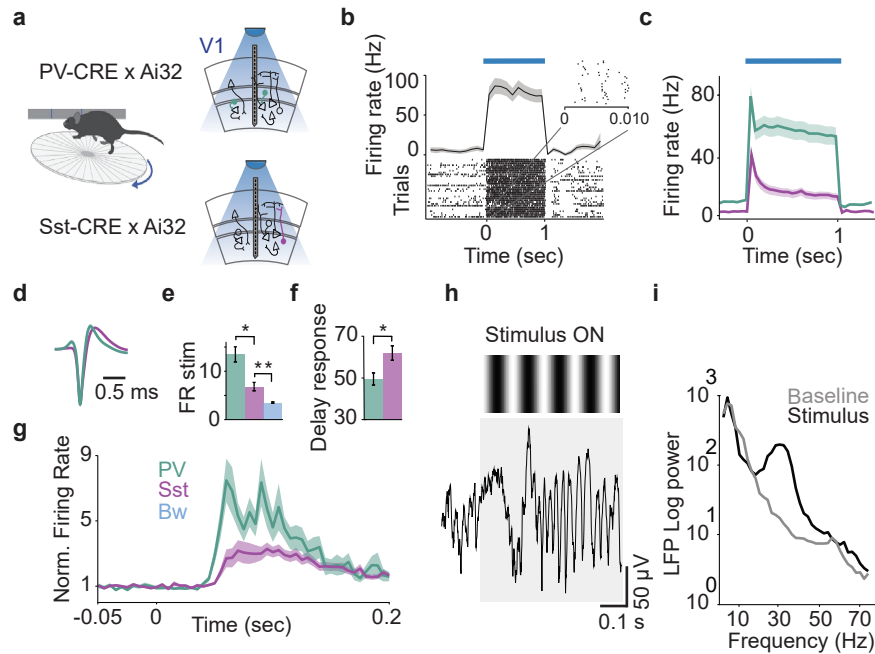 a
PV-CRE x Ai32
V1
Sst-CRE x Ai32
b
Firing rate (Hz)
100
50
0
Trials
0 0.010
0 1
Time (sec)
c
Firing rate (Hz)
80
40
0
0 1
Time (sec)
d
0.5 ms
e
FR stim
10
0
*
**
f
Delay response
70
50
30
*
g
Norm. Firing Rate
9
5
1
PV
Sst
Bw
-0.05 0 0.2
Time (sec)
h
Stimulus ON
50 µV
0.1 s
i
LFP Log power
10 3
10 2
10 1
10 0
Baseline
Stimulus
10 30 50 70
Frequency (Hz)